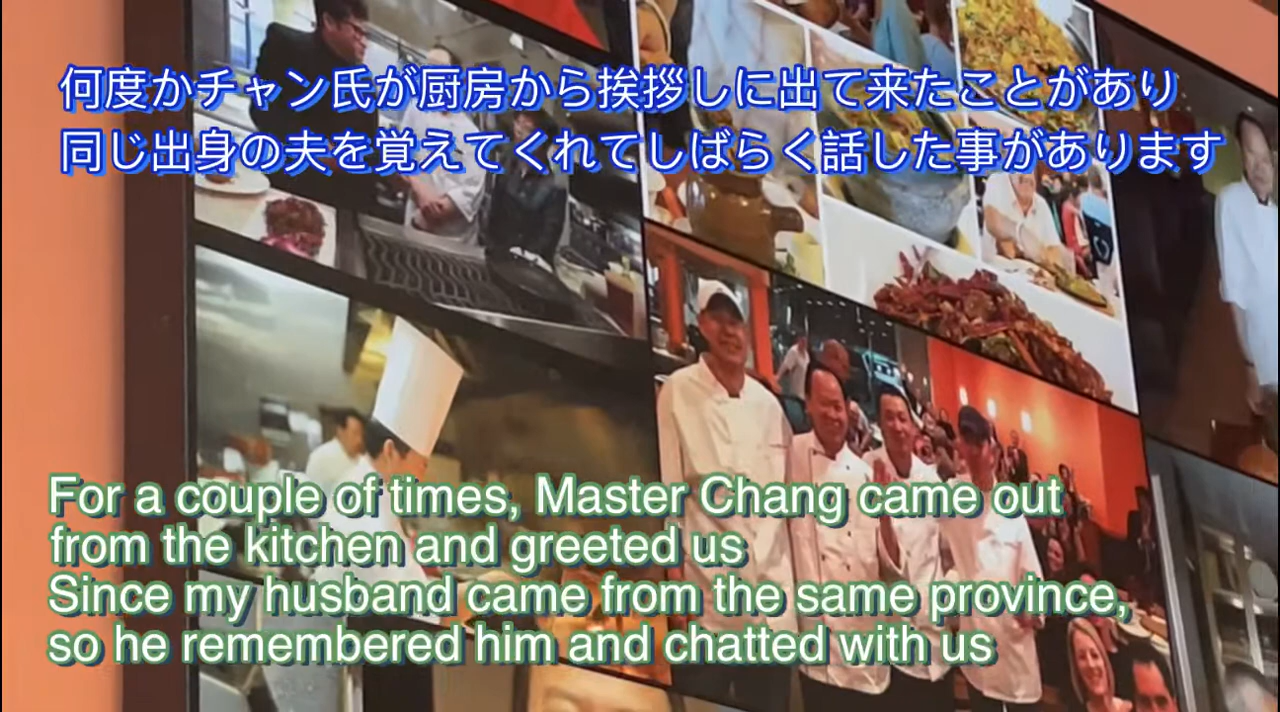 何度かチャン氏が厨房から挨拶しに出て来たことがあり
同じ出身の夫を覚えてくれてしばらく話した事があります
For a couple of times, Master Chang came out
from the kitchen and greeted us
Since my husband came from the same province,
so he remembered him and chatted with us